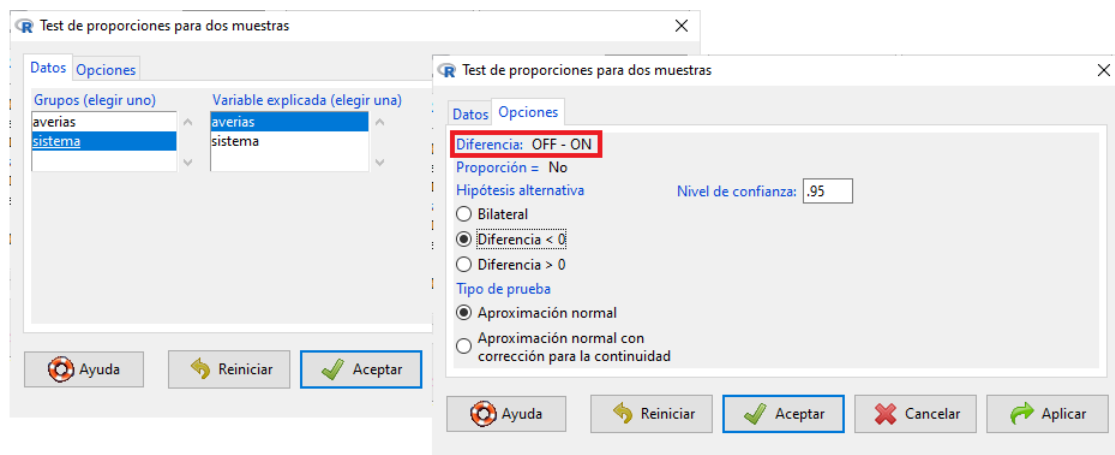 Test de proporciones para dos muestras
Datos Opciones
Grupos (elegir uno) Variable explicada (elegir una)
averias averias
sistema sistema
Ayuda Reiniciar Aceptar
Test de proporciones para dos muestras
Datos Opciones
Diferencia: OFF - ON
Proporción = No
Hipótesis alternativa Nivel de confianza: .95
Bilateral
Diferencia < 0
Diferencia > 0
Tipo de prueba
Aproximación normal
Aproximación normal con
corrección para la continuidad
Ayuda Reiniciar Aceptar Cancelar Aplicar